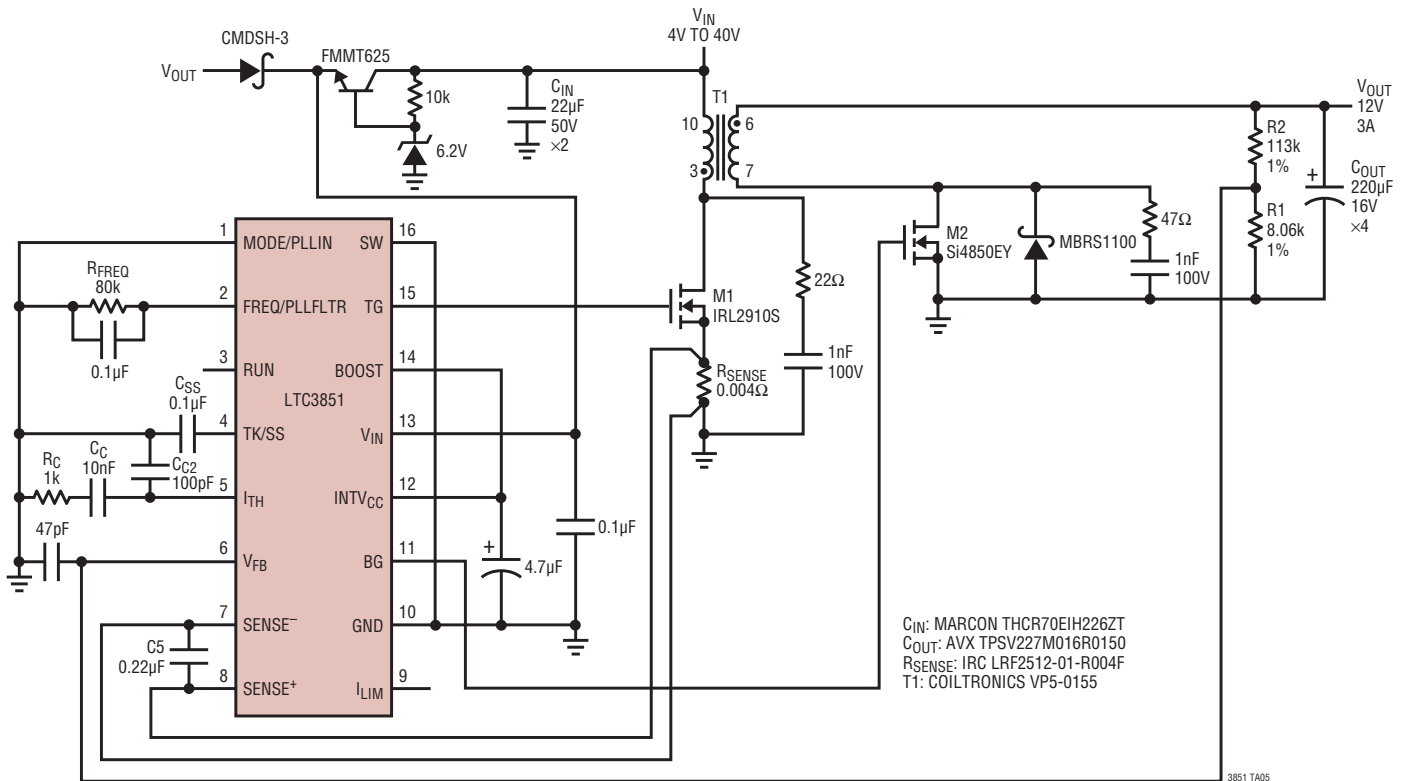 V_IN
4V TO 40V
CMDSH-3
FMMT625
V_OUT
10k
6.2V
C_IN
22µF
50V
×2
T1
10
6
3
7
V_OUT
12V
3A
R2
113k
1%
R1
8.06k
1%
+
C_OUT
220µF
16V
×4
M2
Si4850EY
MBRS1100
47Ω
1nF
100V
22Ω
1nF
100V
M1
IRL2910S
R_SENSE
0.004Ω
LTC3851
1
MODE/PLLIN
2
FREQ/PLLFLTR
3
RUN
4
TK/SS
5
I_TH
6
V_FB
7
SENSE⁻
8
SENSE⁺
16
SW
15
TG
14
BOOST
13
V_IN
12
INTV_CC
11
BG
10
GND
9
I_LIM
R_FREQ
80k
0.1µF
C_SS
0.1µF
R_C
1k
C_C
10nF
C_C2
100pF
47pF
C5
0.22µF
+
4.7µF
0.1µF
C_IN: MARCON THCR70EIH226ZT
C_OUT: AVX TPSV227M016R0150
R_SENSE: IRC LRF2512-01-R004F
T1: COILTRONICS VP5-0155
3851 TA05